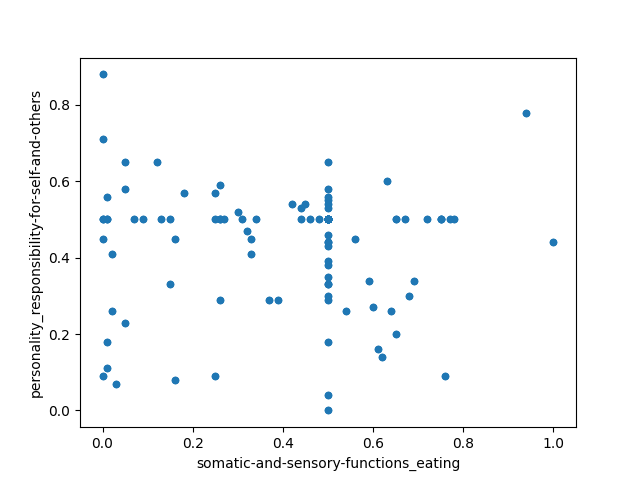 personality_responsibility-for-self-and-others
0.8
0.6
0.4
0.2
0.0
0.0 0.2 0.4 0.6 0.8 1.0
somatic-and-sensory-functions_eating